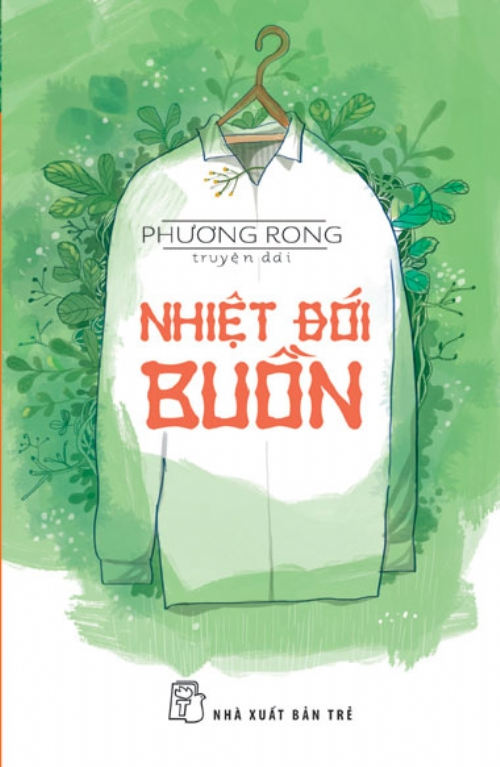 PHƯƠNG RONG
truyện dài
NHIỆT ĐỚI
BUỒN
T
NHÀ XUẤT BẢN TRẺ